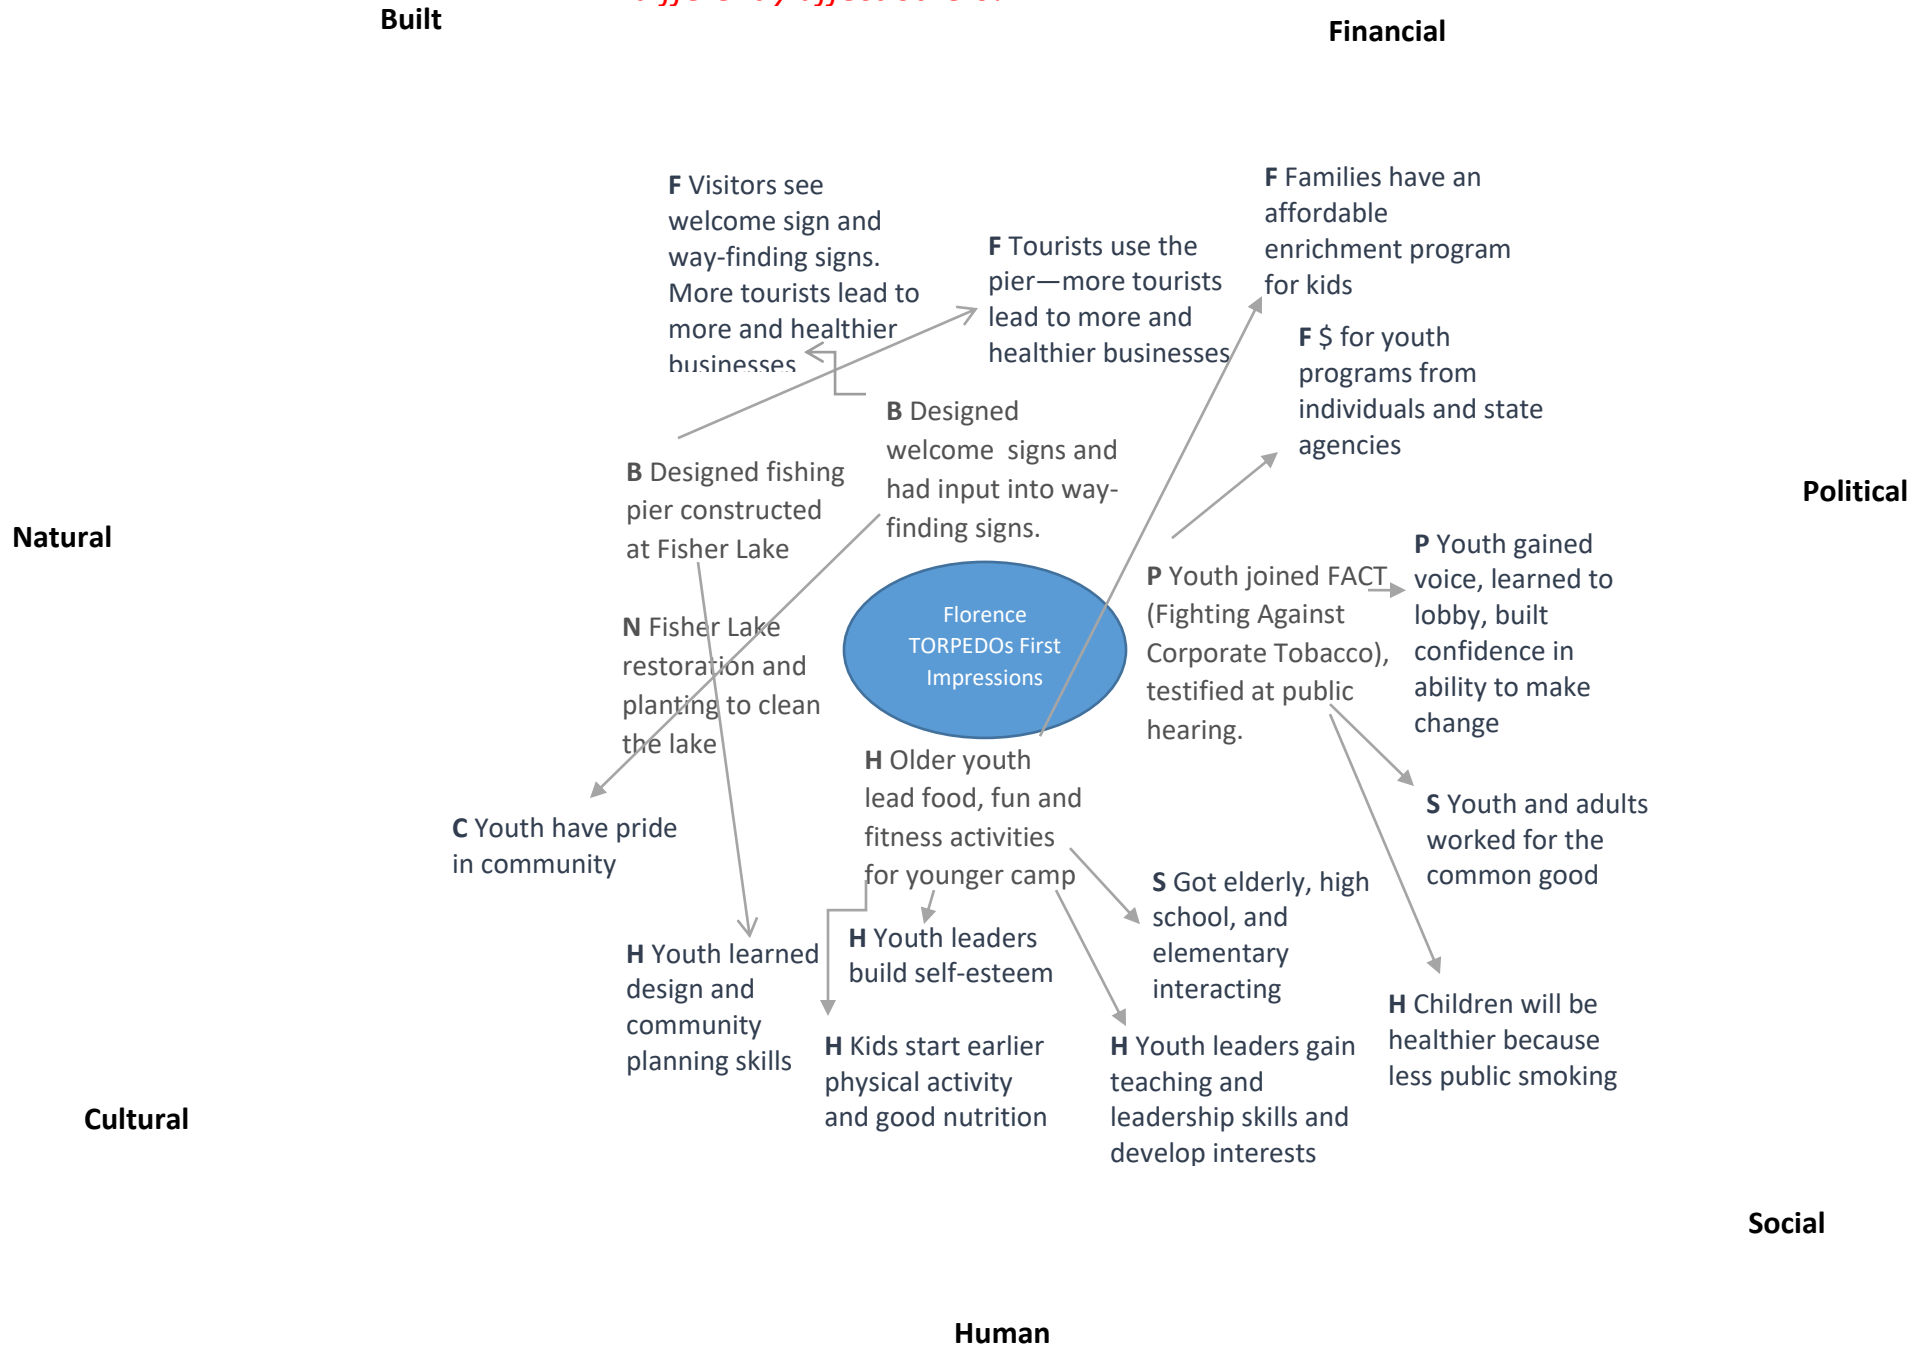 Built
Financial
F Visitors see
welcome sign and
way-finding signs.
More tourists lead to
more and healthier
businesses
F Tourists use the
pier—more tourists
lead to more and
healthier businesses
F Families have an
affordable
enrichment program
for kids
F $ for youth
programs from
individuals and state
agencies
B Designed
welcome signs and
had input into way-
finding signs.
B Designed fishing
pier constructed
at Fisher Lake
Political
Natural
N Fisher Lake
restoration and
planting to clean
the lake
Florence
TORPEDOs First
Impressions
P Youth joined FACT
(Fighting Against
Corporate Tobacco),
testified at public
hearing.
P Youth gained
voice, learned to
lobby, built
confidence in
ability to make
change
H Older youth
lead food, fun and
fitness activities
for younger camp
C Youth have pride
in community
S Youth and adults
worked for the
common good
S Got elderly, high
school, and
elementary
interacting
H Youth learned
design and
community
planning skills
H Youth leaders
build self-esteem
H Kids start earlier
physical activity
and good nutrition
H Youth leaders gain
teaching and
leadership skills and
develop interests
H Children will be
healthier because
less public smoking
Cultural
Social
Human